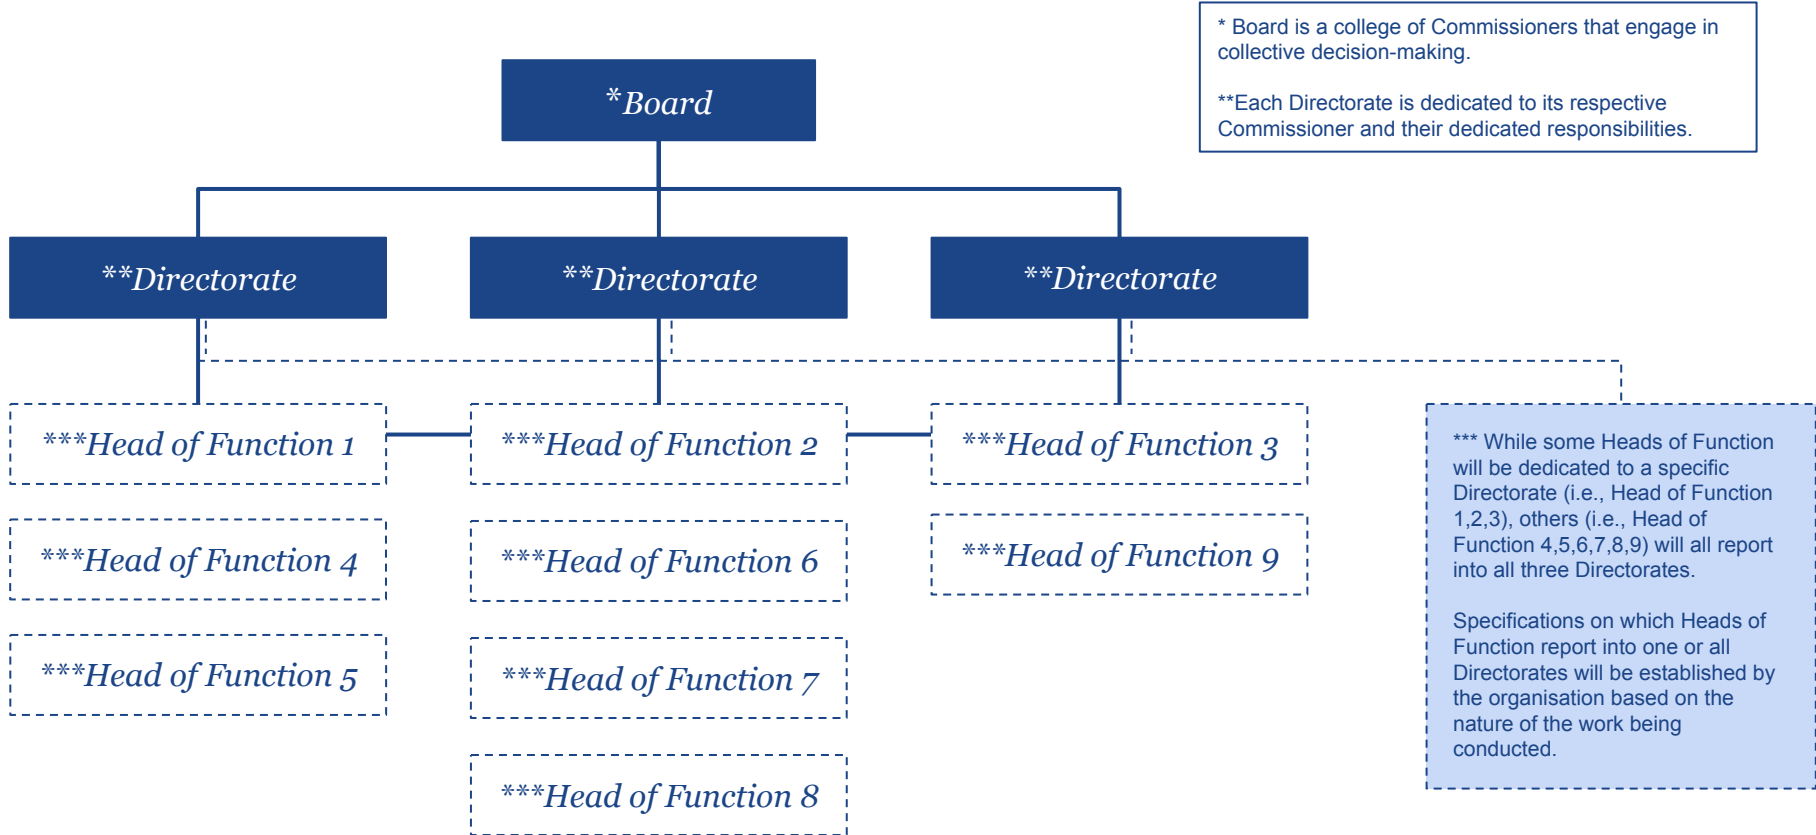 * Board is a college of Commissioners that engage in
collective decision-making.
**Each Directorate is dedicated to its respective
Commissioner and their dedicated responsibilities.
*Board
**Directorate
**Directorate
**Directorate
***Head of Function 1
***Head of Function 2
***Head of Function 3
***Head of Function 4
***Head of Function 6
***Head of Function 9
***Head of Function 5
***Head of Function 7
***Head of Function 8
*** While some Heads of Function
will be dedicated to a specific
Directorate (i.e., Head of Function
1,2,3), others (i.e., Head of
Function 4,5,6,7,8,9) will all report
into all three Directorates.
Specifications on which Heads of
Function report into one or all
Directorates will be established by
the organisation based on the
nature of the work being
conducted.